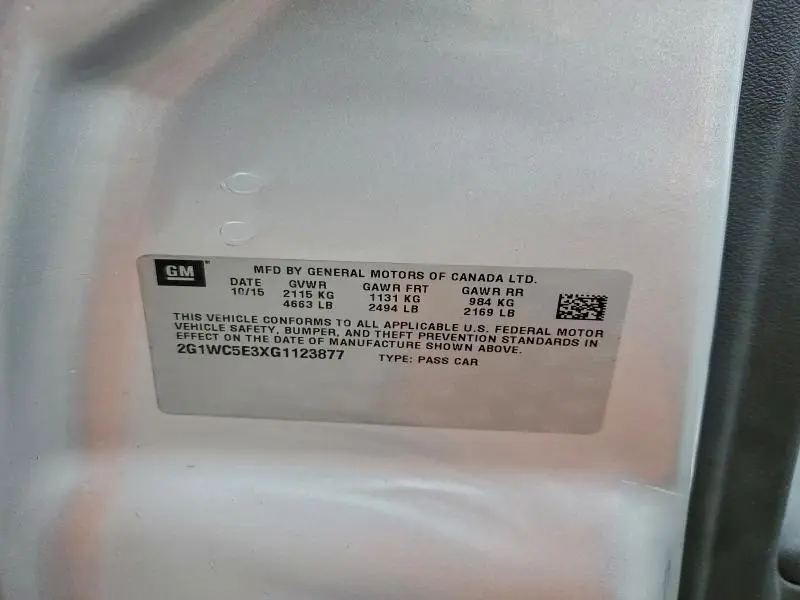 GM
MFD BY GENERAL MOTORS OF CANADA LTD.
DATE GVWR GAWR FRT GAWR RR
10/15 2115 KG 1131 KG 984 KG
4663 LB 2494 LB 2169 LB
THIS VEHICLE CONFORMS TO ALL APPLICABLE U.S. FEDERAL MOTOR
VEHICLE SAFETY, BUMPER, AND THEFT PREVENTION STANDARDS IN
EFFECT ON THE DATE OF MANUFACTURE SHOWN ABOVE.
2G1WC5E3XG1123877 TYPE: PASS CAR